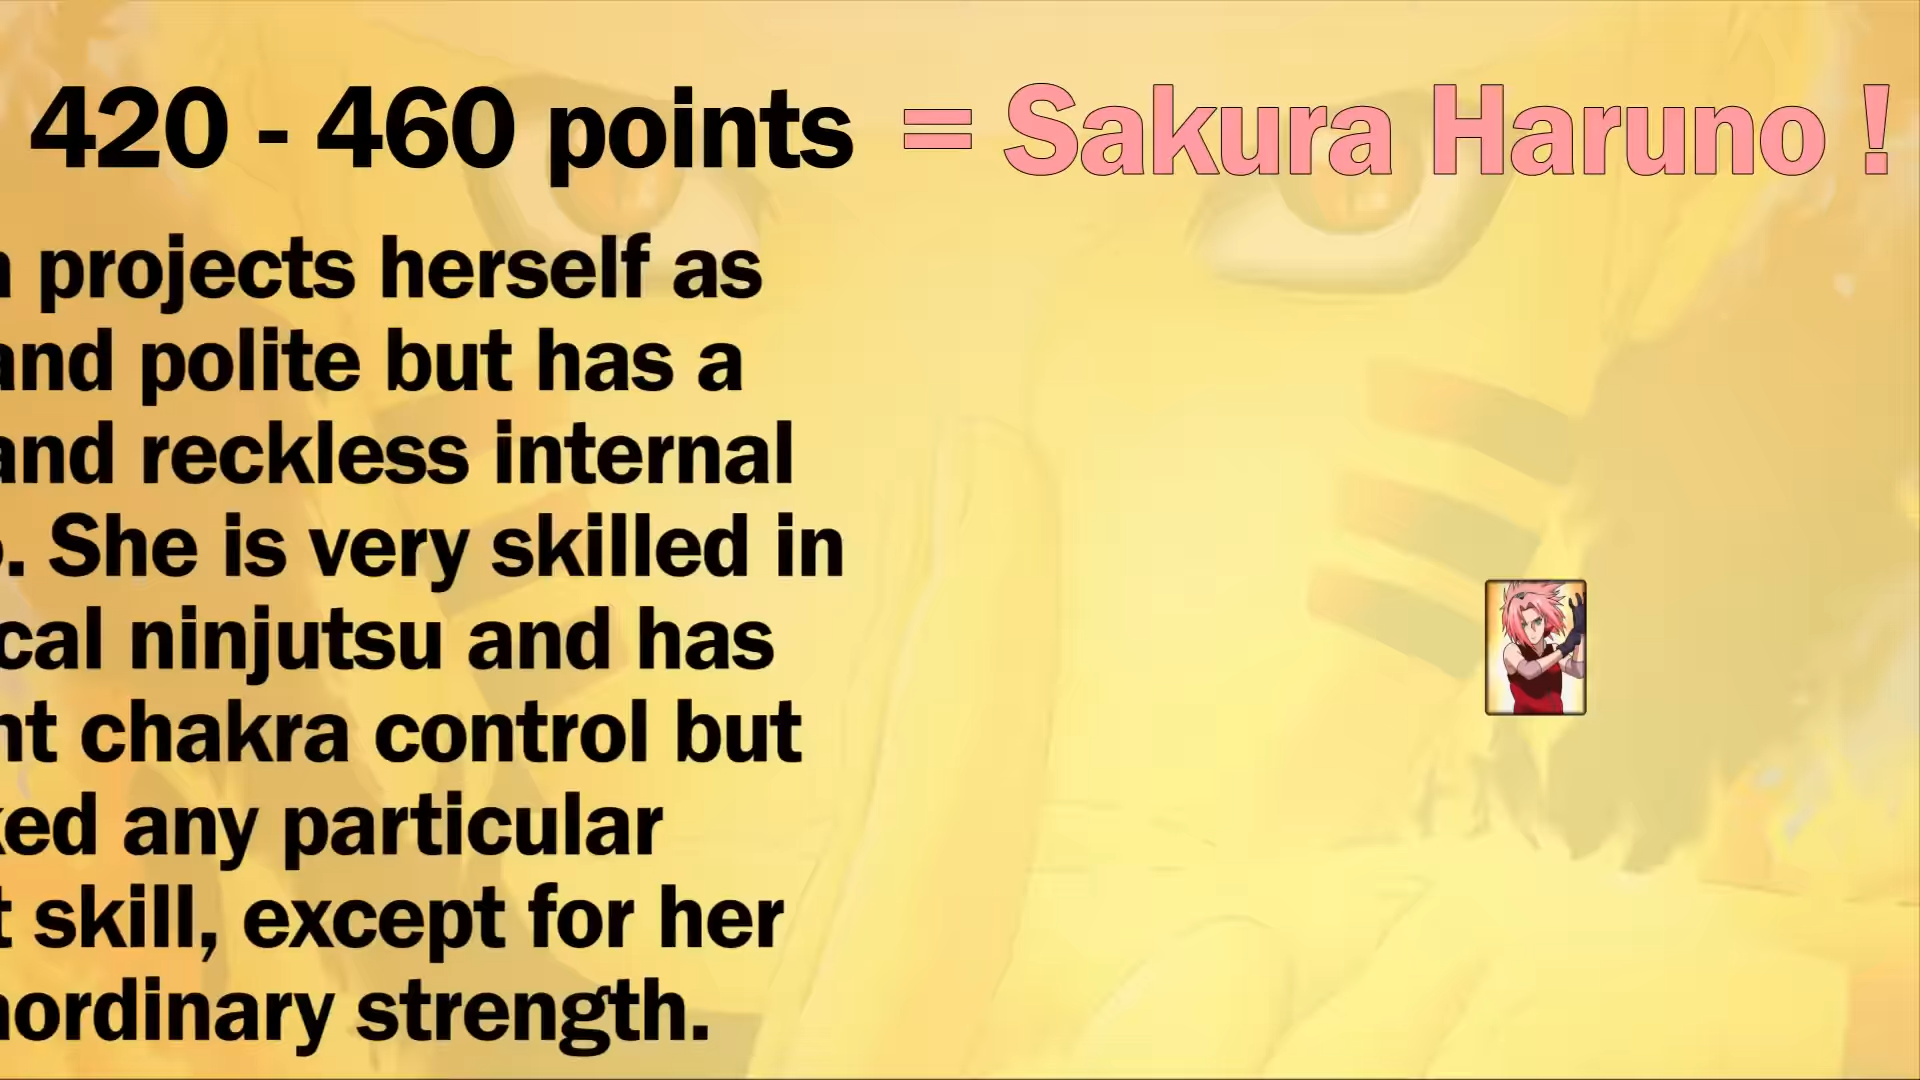 420 - 460 points = Sakura Haruno !
projects herself as
and polite but has a
and reckless internal
. She is very skilled in
cal ninjutsu and has
nt chakra control but
ked any particular
t skill, except for her
aordinary strength.